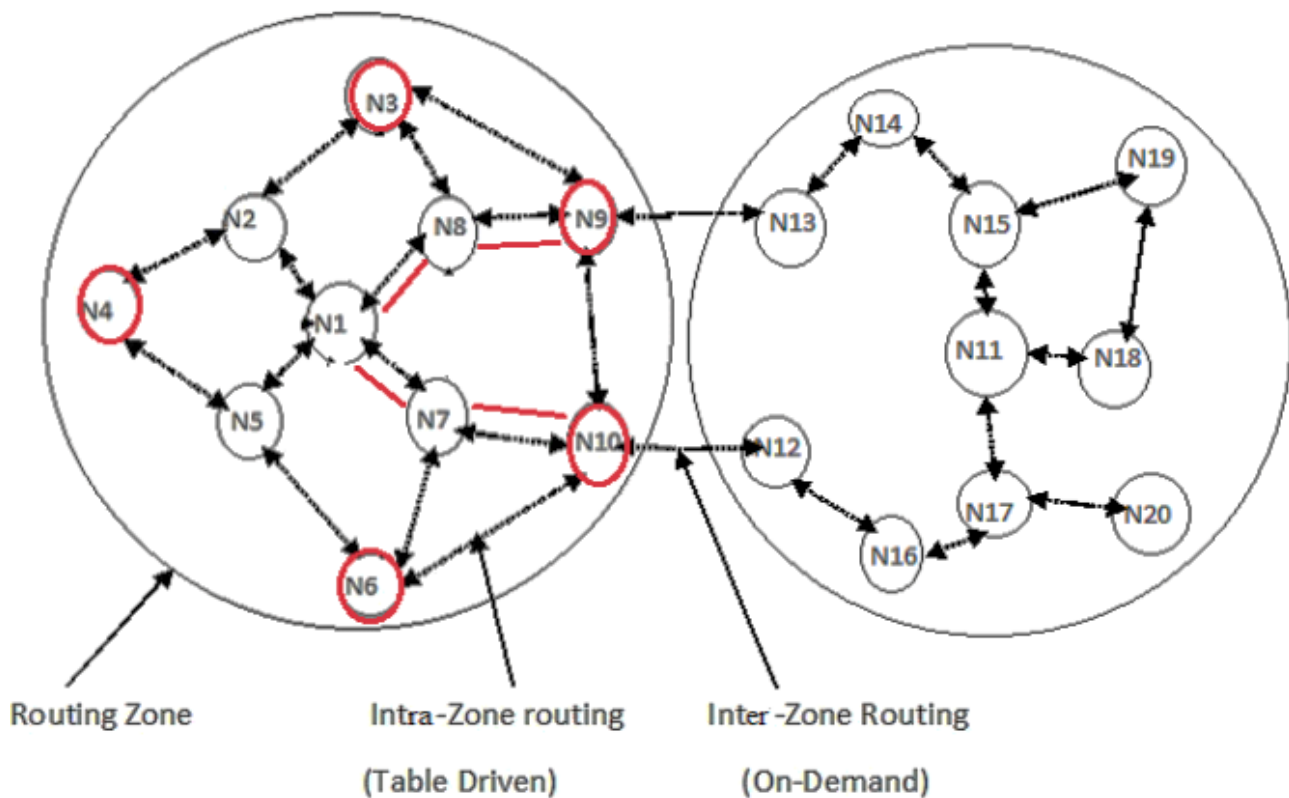 N3
N14
N19
N2
N8
N9
N13
N15
N4
N1
N11
N18
N5
N7
N10
N12
N17
N20
N16
N6
Routing Zone
Intra-Zone routing
Inter-Zone Routing
(Table Driven)
(On-Demand)